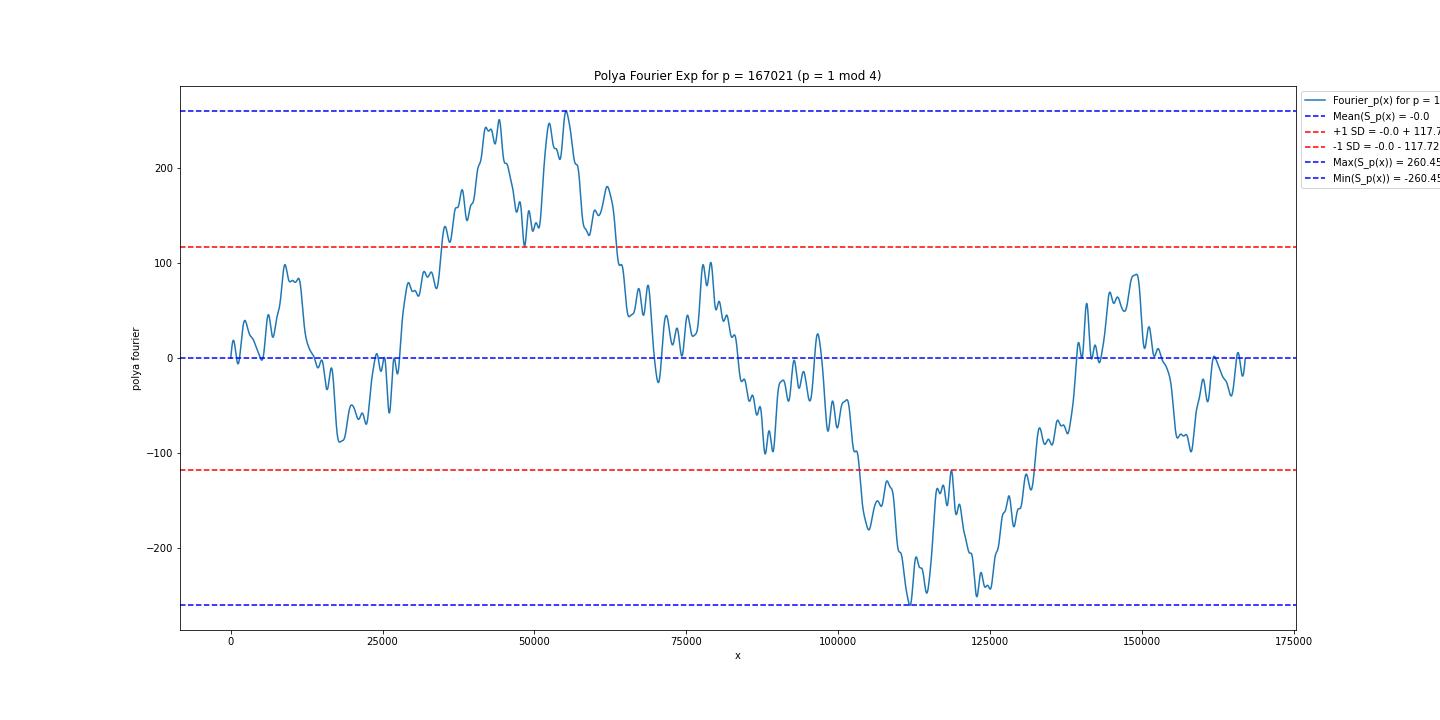 Polya Fourier Exp for p = 167021 (p = 1 mod 4)
Fourier_p(x) for p = 1
Mean(S_p(x) = -0.0
+1 SD = -0.0 + 117.7
-1 SD = -0.0 - 117.72
Max(S_p(x)) = 260.45
Min(S_p(x)) = -260.45
polya fourier
200
100
0
−100
−200
0 25000 50000 75000 100000 125000 150000 175000
x